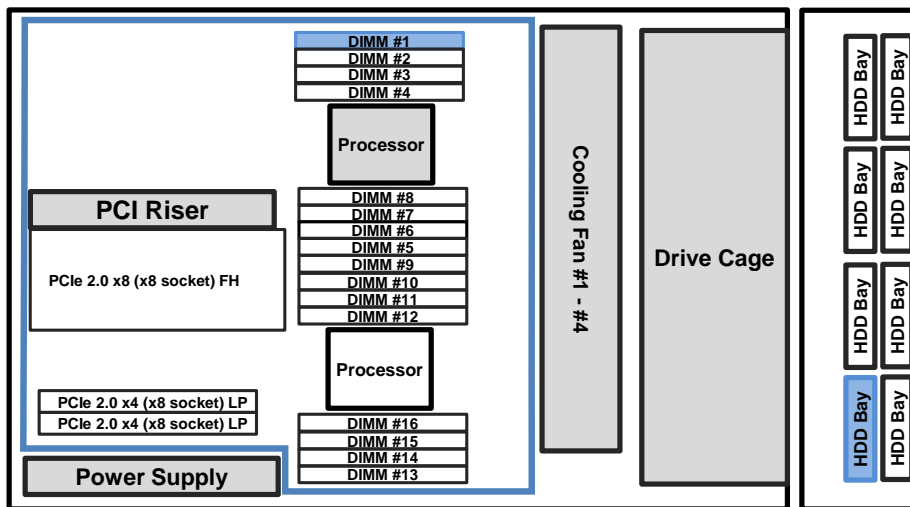 DIMM #1
DIMM #2
DIMM #3
DIMM #4
Processor
PCI Riser
PCIe 2.0 x8 (x8 socket) FH
DIMM #8
DIMM #7
DIMM #6
DIMM #5
DIMM #9
DIMM #10
DIMM #11
DIMM #12
Processor
PCIe 2.0 x4 (x8 socket) LP
PCIe 2.0 x4 (x8 socket) LP
DIMM #16
DIMM #15
DIMM #14
DIMM #13
Power Supply
Cooling Fan #1 - #4
Drive Cage
HDD Bay
HDD Bay
HDD Bay
HDD Bay
HDD Bay
HDD Bay
HDD Bay
HDD Bay